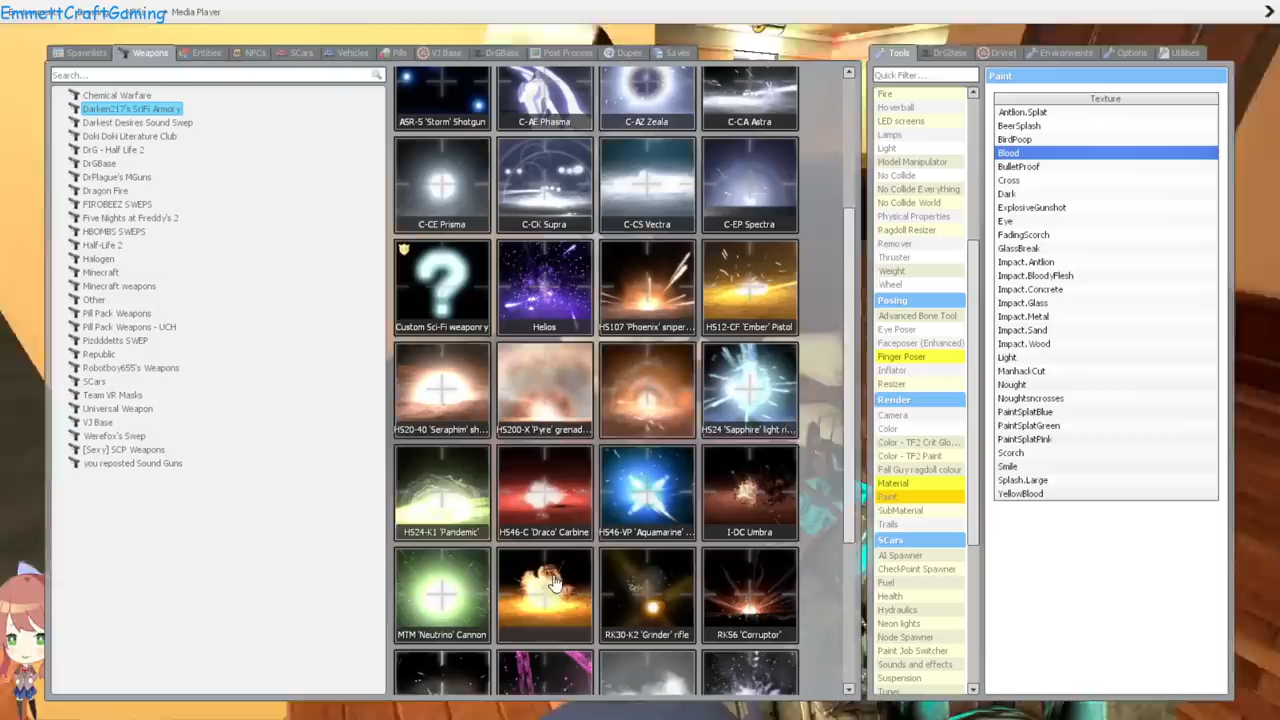 EmmettCraftGaming
Media Player
Spawnlists
Weapons
Entities
NPCs
SCars
Vehicles
Pills
VJ Base
DrGBase
Post Process
Dupes
Saves
Tools
DrGBase
DrVrej
Environments
Options
Utilities
Search...
Chemical Warfare
Darken217's SciFi Armory
Darkest Desires Sound Swep
Doki Doki Literature Club
DrG - Half Life 2
DrGBase
DrPlague's MGuns
Dragon Fire
FIROBEEZ SWEPS
Five Nights at Freddy's 2
HBOMBS SWEPS
Half-Life 2
Halogen
Minecraft
Minecraft weapons
Other
Pill Pack Weapons
Pill Pack Weapons - UCH
Pizdddetts SWEP
Republic
Robotboy655's Weapons
SCars
Team VR Masks
Universal Weapon
VJ Base
Werefox's Swep
[Sexy] SCP Weapons
you reposted Sound Guns
ASR-5 'Storm' Shotgun
C-AE Phasma
C-AZ Zeala
C-CA Astra
C-CE Prisma
C-CK Supra
C-CS Vectra
C-EP Spectra
Custom Sci-Fi weaponry
Helios
HS107 'Phoenix' sniper...
HS12-CF 'Ember' Pistol
HS20-40 'Seraphim' sh...
HS200-X 'Pyre' grenad...
HS24 'Sapphire' light ri...
HS24-K1 'Pandemic'
HS46-C 'Draco' Carbine
HS46-VP 'Aquamarine' ...
I-DC Umbra
MTM 'Neutrino' Cannon
RK30-K2 'Grinder' rifle
RK56 'Corruptor'
Quick Filter...
Fire
Hoverball
LED screens
Lamps
Light
Model Manipulator
No Collide
No Collide Everything
No Collide World
Physical Properties
Ragdoll Resizer
Remover
Thruster
Weight
Wheel
Posing
Advanced Bone Tool
Eye Poser
Faceposer (Enhanced)
Finger Poser
Inflator
Resizer
Render
Camera
Color
Color - TF2 Crit Glo...
Color - TF2 Paint
Fall Guy ragdoll colour
Material
Paint
SubMaterial
Trails
SCars
AI Spawner
CheckPoint Spawner
Fuel
Health
Hydraulics
Neon lights
Node Spawner
Paint Job Switcher
Sounds and effects
Suspension
Tuner
Paint
Texture
Antlion.Splat
BeerSplash
BirdPoop
Blood
BulletProof
Cross
Dark
ExplosiveGunshot
Eye
FadingScorch
GlassBreak
Impact.Antlion
Impact.BloodyFlesh
Impact.Concrete
Impact.Glass
Impact.Metal
Impact.Sand
Impact.Wood
Light
ManhackCut
Nought
Noughtsncrosses
PaintSplatBlue
PaintSplatGreen
PaintSplatPink
Scorch
Smile
Splash.Large
YellowBlood